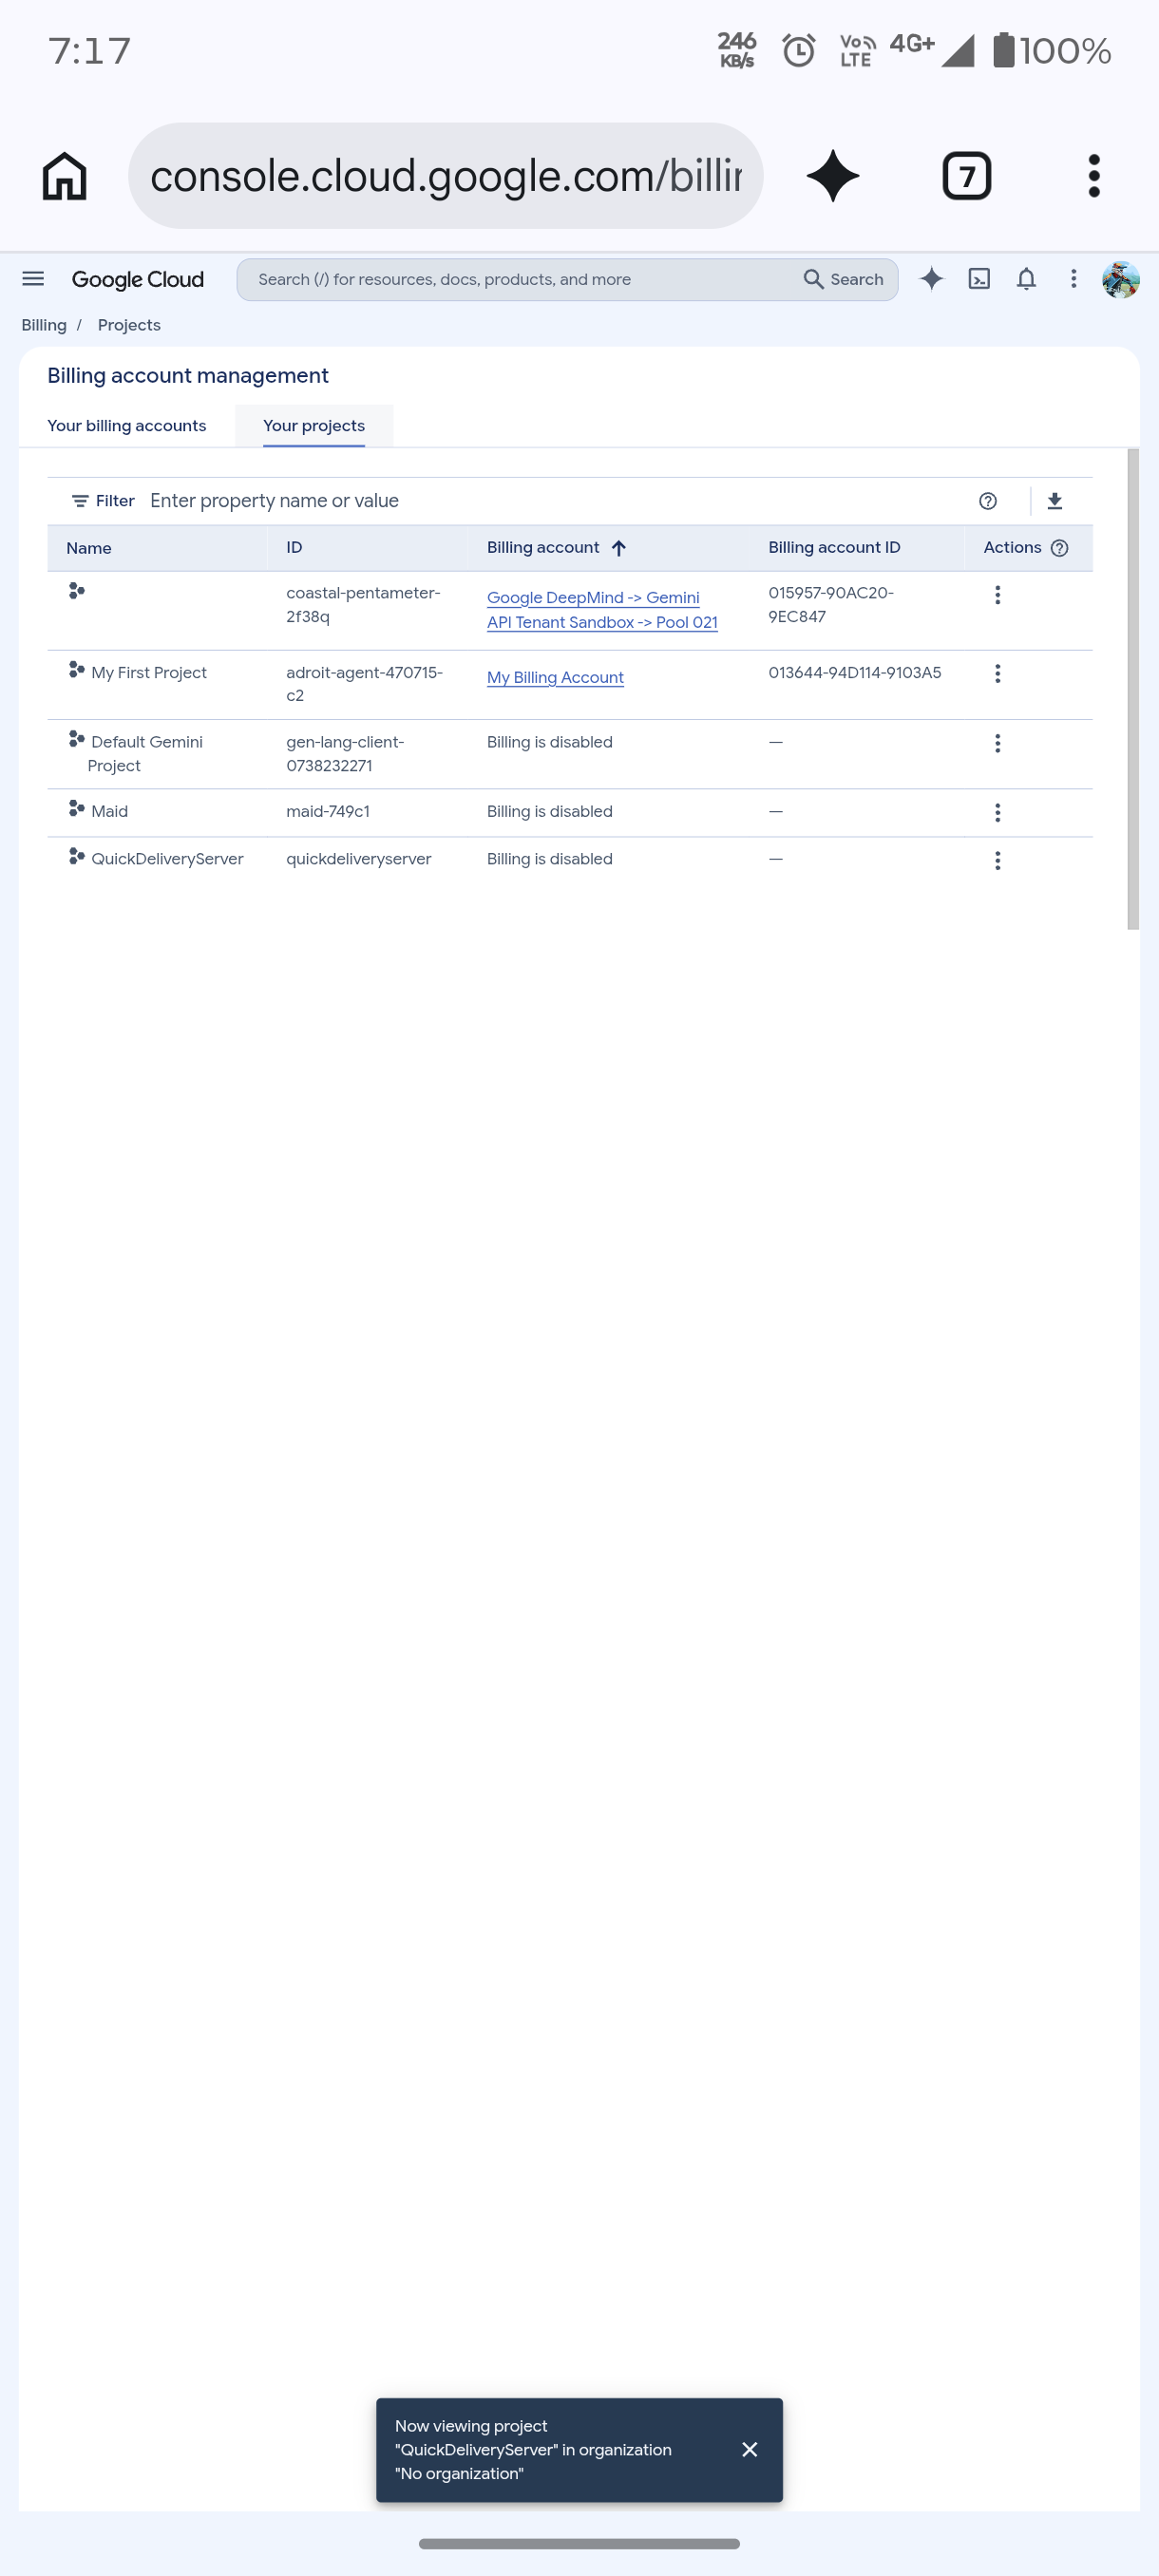 7:17
246
KB/s
Vo
LTE
4G+
100%
console.cloud.google.com/billin
7
Google Cloud
Search (/) for resources, docs, products, and more
Search
Billing / Projects
Billing account management
Your billing accounts
Your projects
Filter
Enter property name or value
Name
ID
Billing account
Billing account ID
Actions
coastal-pentameter-
2f38q
Google DeepMind -> Gemini
API Tenant Sandbox -> Pool 021
015957-90AC20-
9EC847
My First Project
adroit-agent-470715-
c2
My Billing Account
013644-94D114-9103A5
Default Gemini
Project
gen-lang-client-
0738232271
Billing is disabled
—
Maid
maid-749c1
Billing is disabled
—
QuickDeliveryServer
quickdeliveryserver
Billing is disabled
—
Now viewing project
"QuickDeliveryServer" in organization
"No organization"